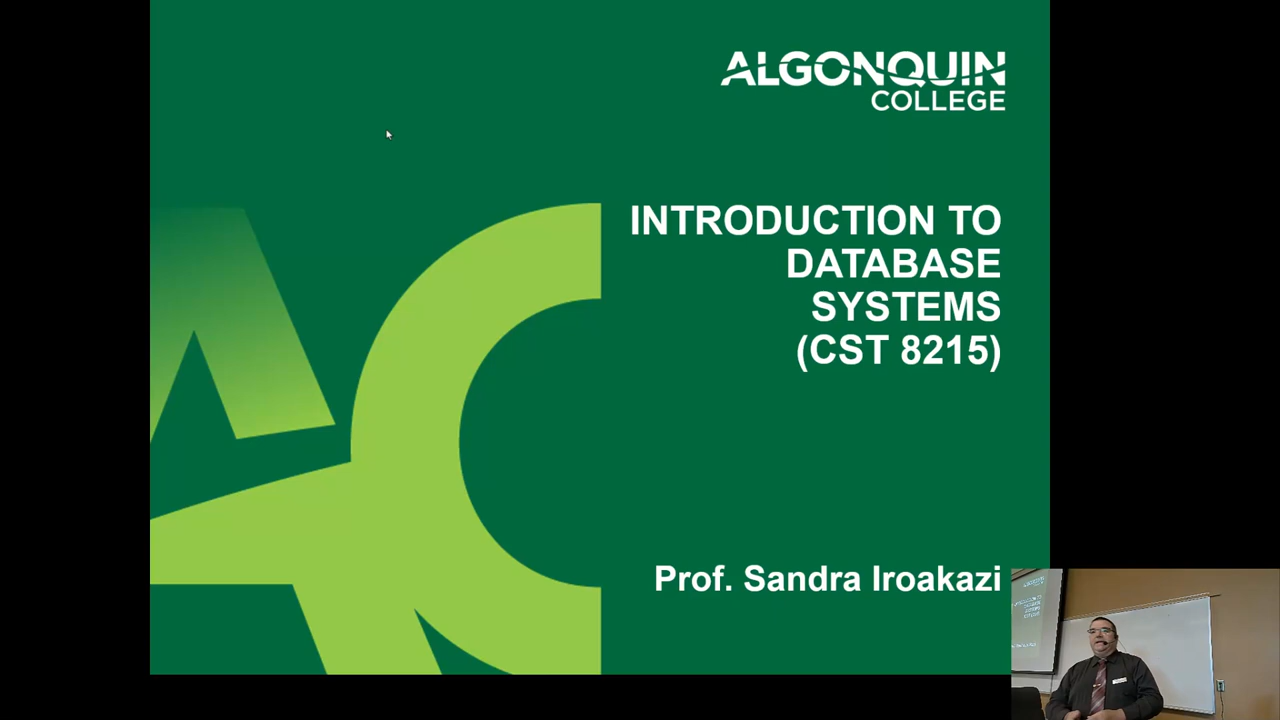 ALGONQUIN
COLLEGE
INTRODUCTION TO
DATABASE
SYSTEMS
(CST 8215)
Prof. Sandra Iroakazi